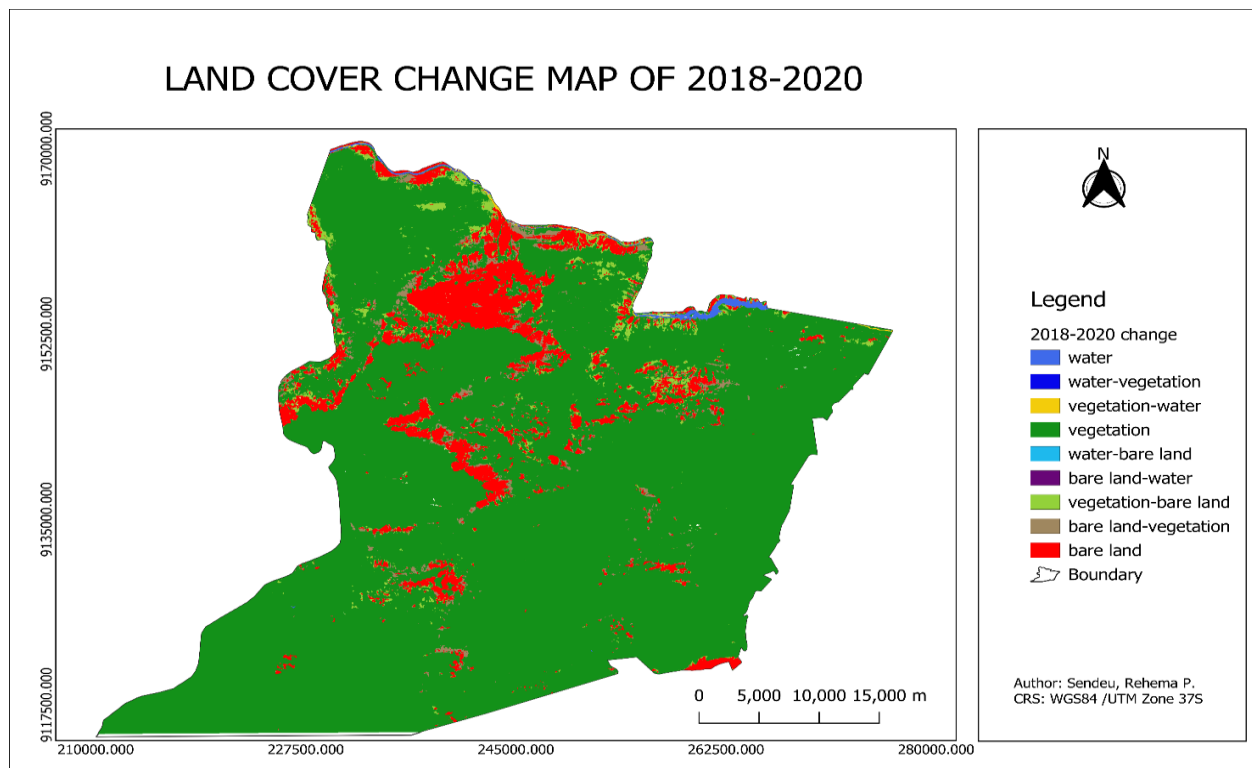 LAND COVER CHANGE MAP OF 2018-2020
9170000.000
9152500.000
9135000.000
9117500.000
2100000.000
2275000.000
245000.000
262500.000
280000.000
0 5,000 10,000 15,000 m
N
Legend
2018-2020 change
water
water-vegetation
vegetation-water
vegetation
water-bare land
bare land-water
vegetation-bare land
bare land-vegetation
bare land
Boundary
Author: Sendeu, Rehema P.
CRS: WGS84 /UTM Zone 37S